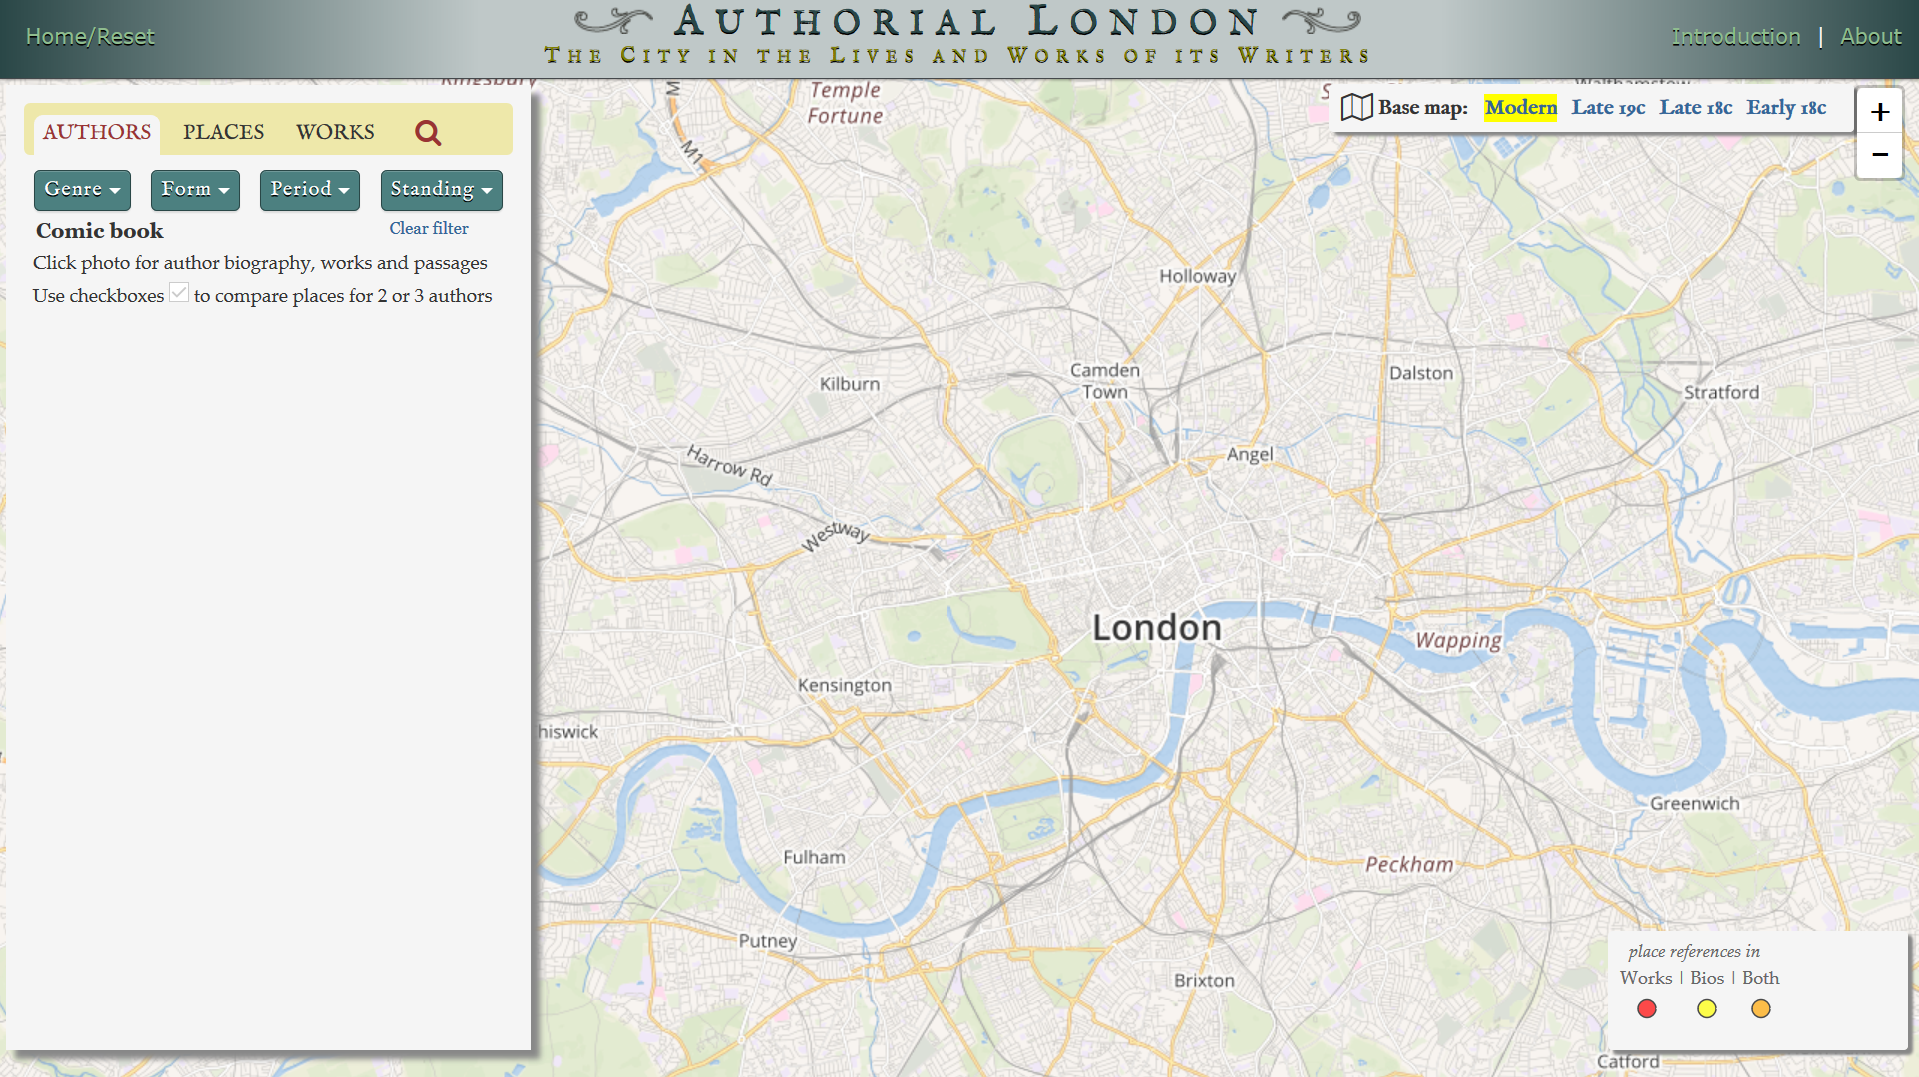 Home/Reset
Authorial London
The City in the Lives and Works of its Writers
Introduction | About
AUTHORS PLACES WORKS
Genre Form Period Standing
Comic book
Clear filter
Click photo for author biography, works and passages
Use checkboxes to compare places for 2 or 3 authors
Base map: Modern Late 19c Late 18c Early 18c
+
−
Temple
Fortune
M1
Holloway
Kilburn
Camden
Town
Dalston
Stratford
Harrow Rd
Angel
Westway
London
Wapping
Kensington
hiswick
Greenwich
Fulham
Peckham
Putney
Brixton
Catford
place references in
Works | Bios | Both